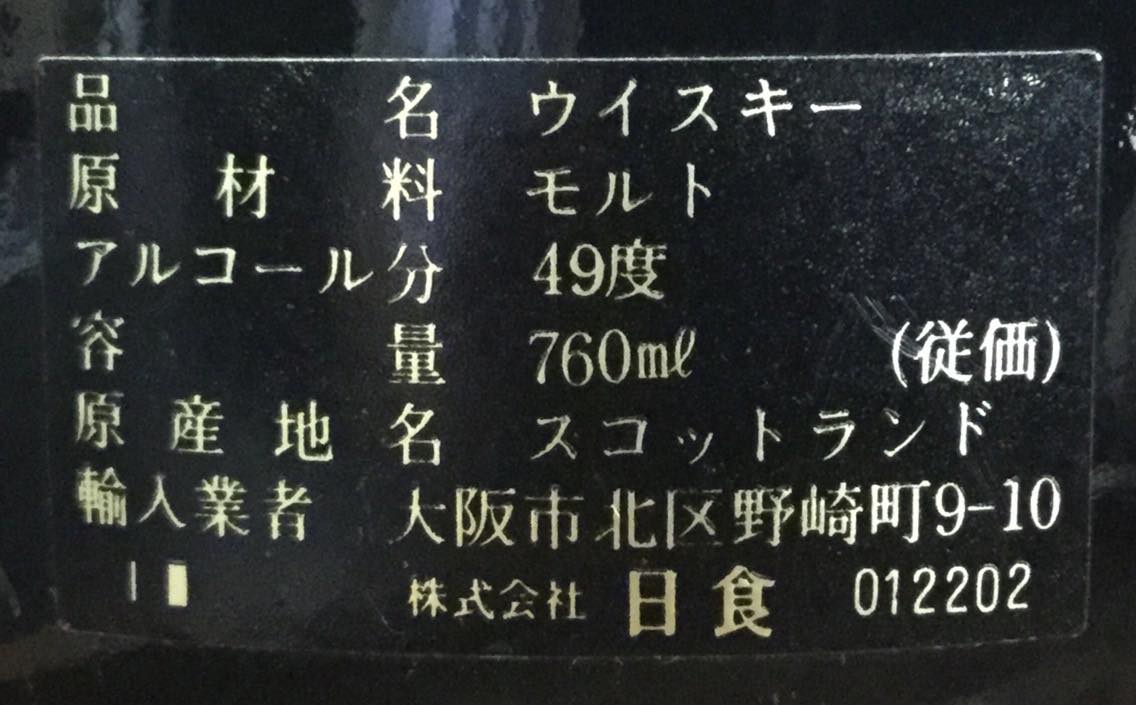 品名 ウイスキー
原材料 モルト
アルコール分 49度
容量 760ml (従価)
原産地名 スコットランド
輸入業者 大阪市北区野崎町9-10
株式会社 日食 012202